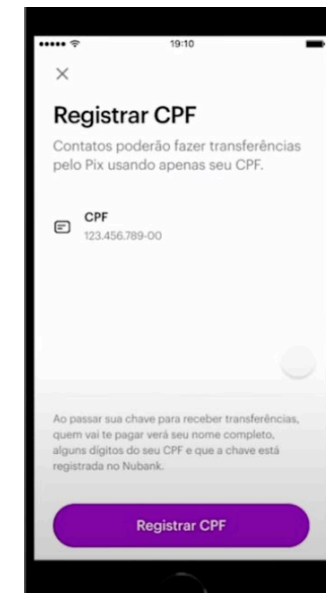 19:10
Registrar CPF
Contatos poderão fazer transferências
pelo Pix usando apenas seu CPF.
CPF
123.456.789-00
Ao passar sua chave para receber transferências,
quem vai te pagar verá seu nome completo,
alguns dígitos do seu CPF e que a chave está
registrada no Nubank.
Registrar CPF